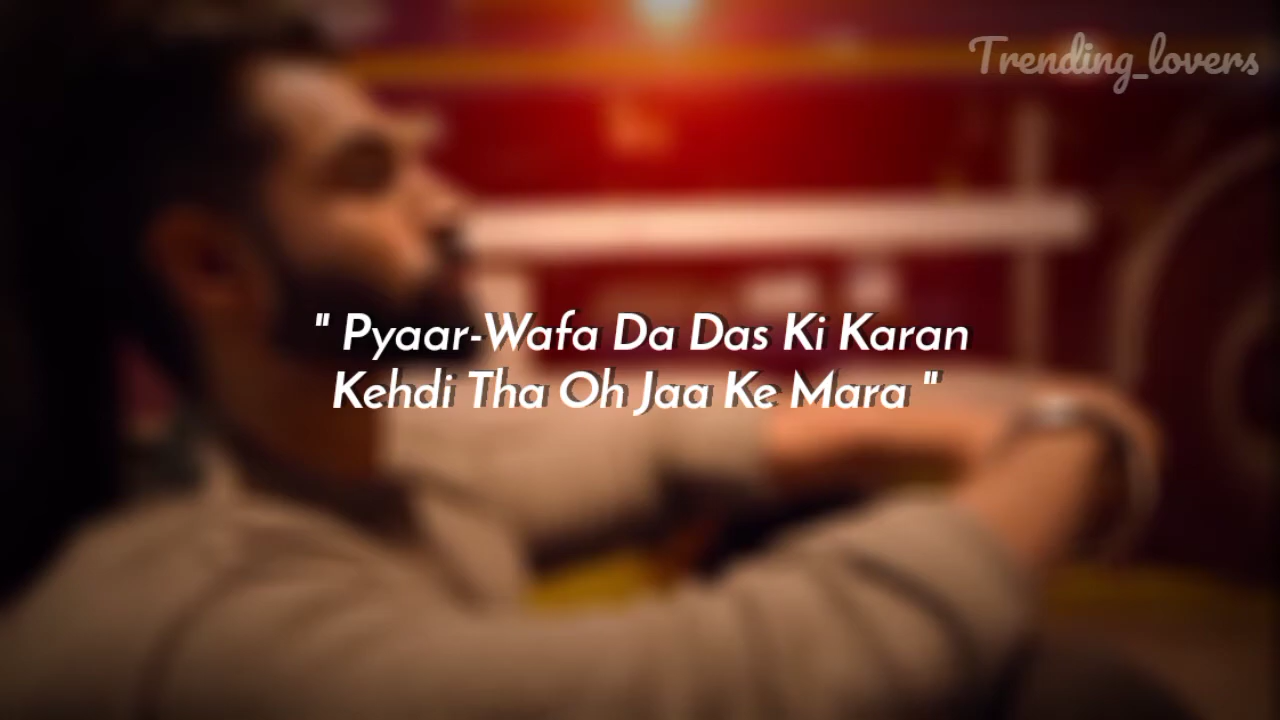 Trending_lovers
" Pyaar-Wafa Da Das Ki Karan
Kehdi Tha Oh Jaa Ke Mara "